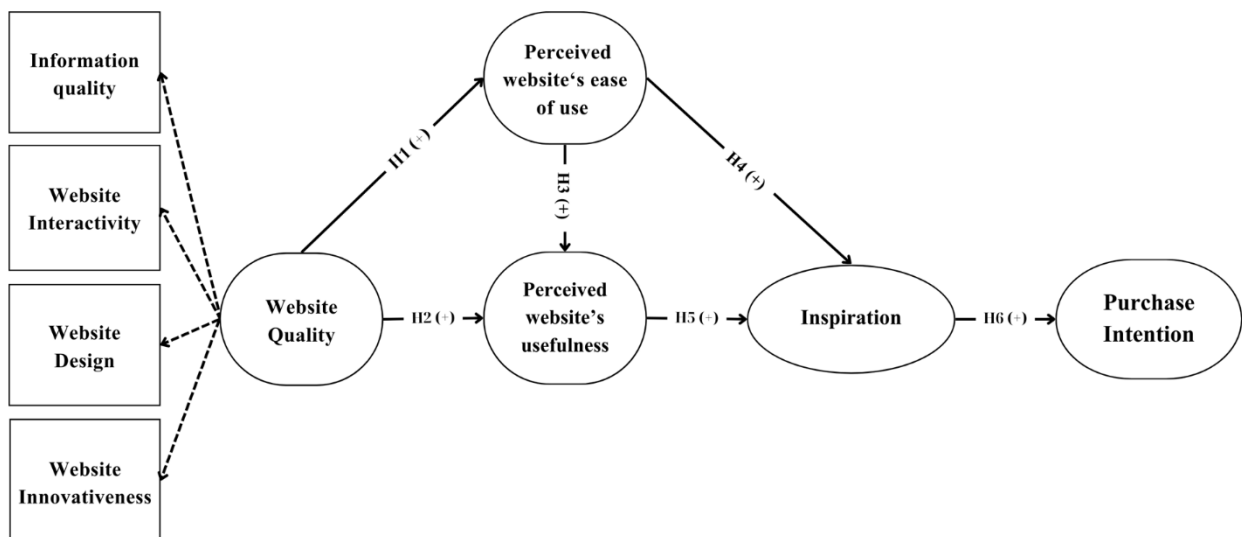 Information
quality
Website
Interactivity
Website
Design
Website
Innovativeness
Website
Quality
H1 (+)
H2 (+)
Perceived
website‘s ease
of use
H3 (+)
Perceived
website’s
usefulness
H4 (+)
H5 (+)
Inspiration
H6 (+)
Purchase
Intention